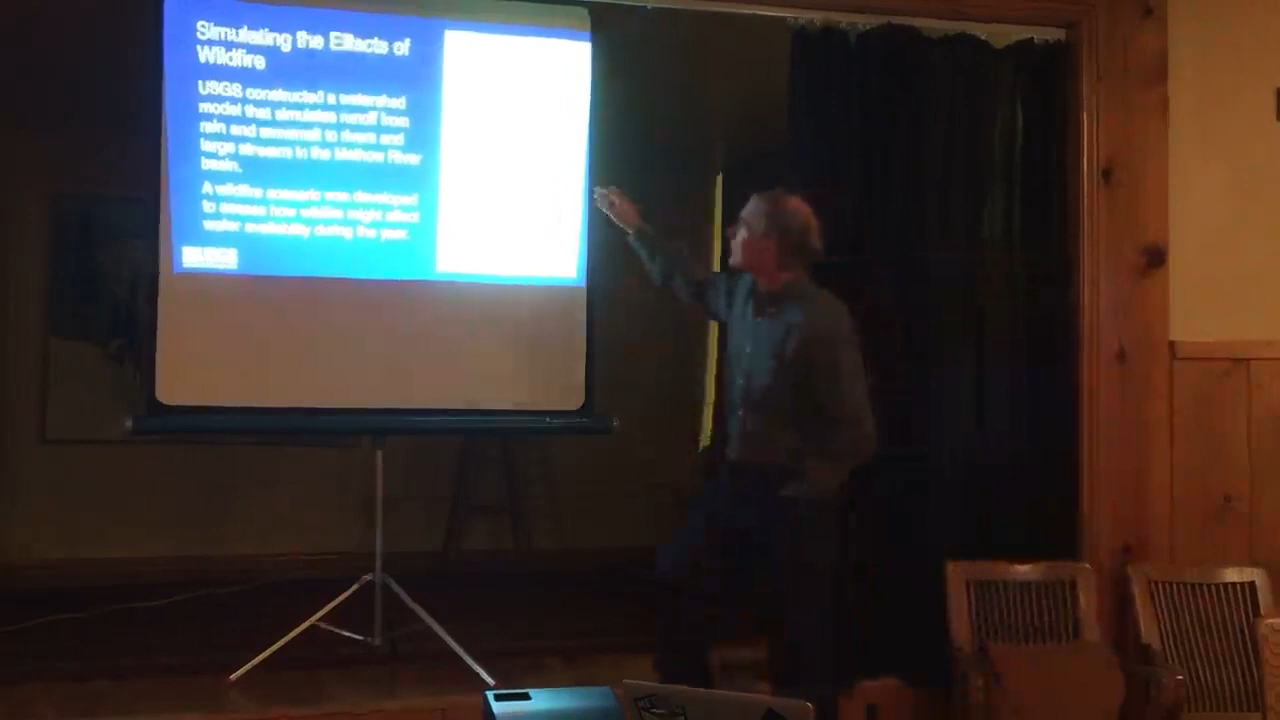 Simulating the Effects of
Wildfire
USGS constructed a watershed
model that simulates runoff from
rain and snowmelt to rivers and
large streams in the Methow River
basin.
A wildfire scenario was developed
to assess how wildfire might affect
water availability during the year.
USGS